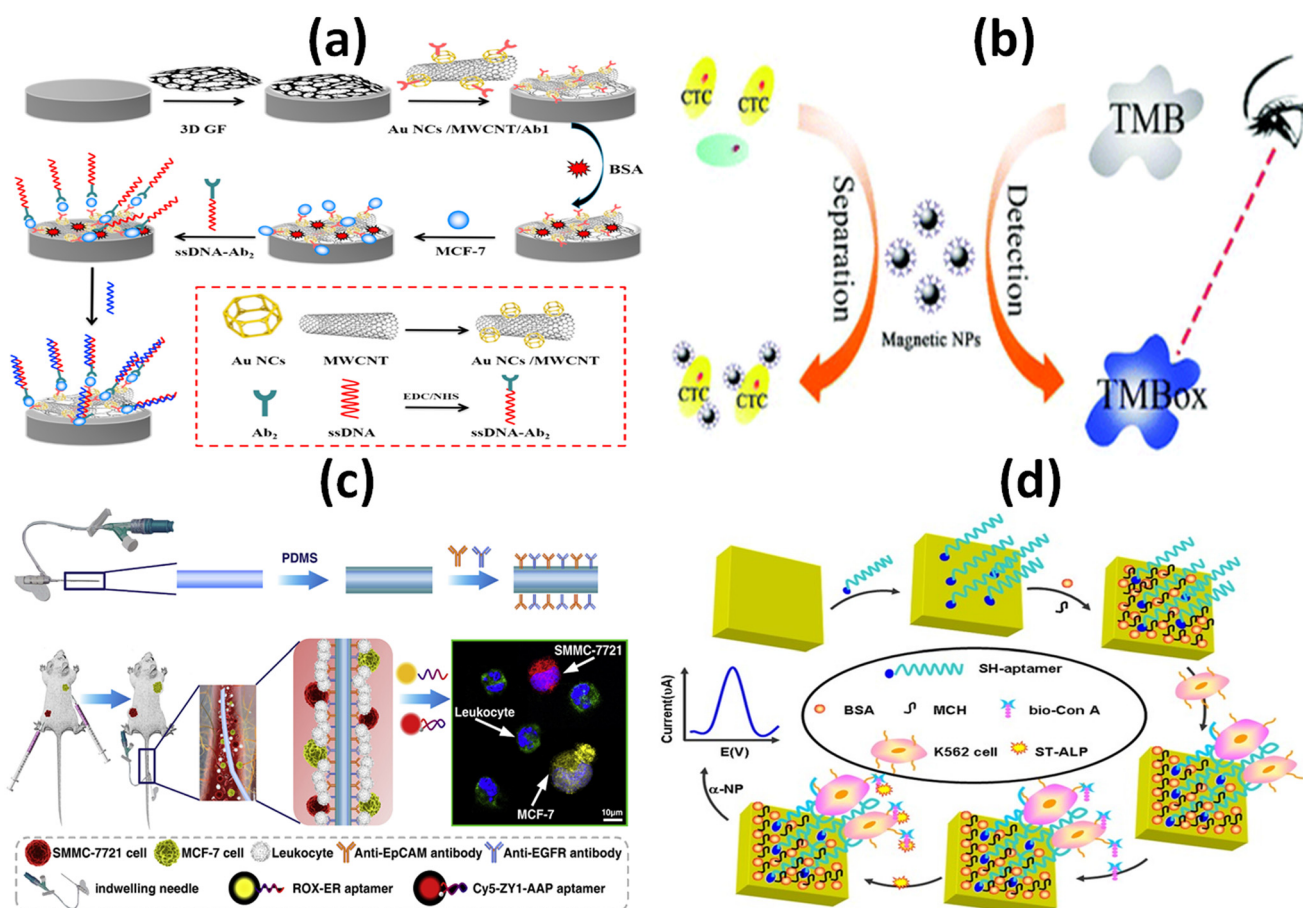 (a)
3D GF
Au NCs /MWCNT/Ab1
BSA
MCF-7
ssDNA-Ab₂
Au NCs
MWCNT
Au NCs /MWCNT
Ab₂
ssDNA
EDC/NHS
ssDNA-Ab₂
(b)
CTC
CTC
Separation
Magnetic NPs
Detection
TMB
CTC
CTC
TMBox
(c)
PDMS
SMMC-7721
Leukocyte
MCF-7
10µm
SMMC-7721 cell
MCF-7 cell
Leukocyte
Anti-EpCAM antibody
Anti-EGFR antibody
indwelling needle
ROX-ER aptamer
Cy5-ZY1-AAP aptamer
(d)
SH-aptamer
BSA
MCH
bio-Con A
K562 cell
ST-ALP
Current(υA)
E(V)
α-NP